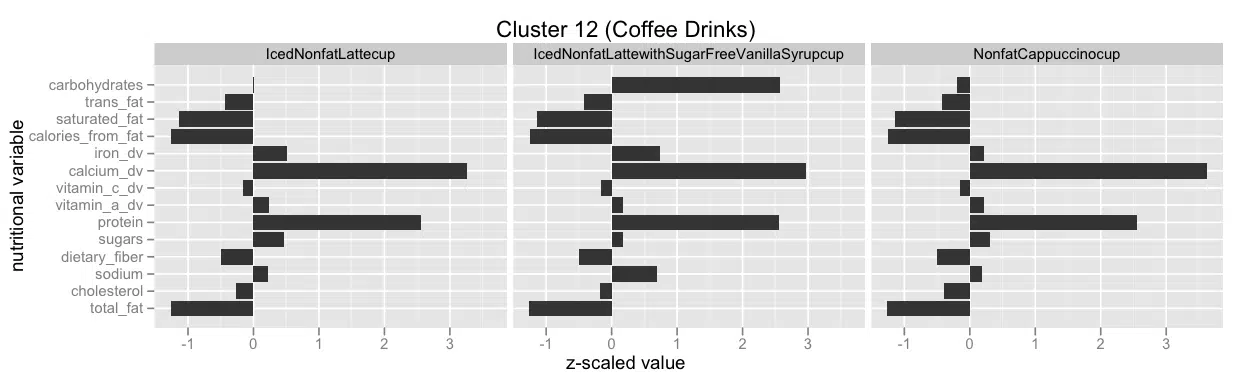 Cluster 12 (Coffee Drinks)
IcedNonfatLattecup
IcedNonfatLattewithSugarFreeVanillaSyrupcup
NonfatCappuccinocup
nutritional variable
carbohydrates
trans_fat
saturated_fat
calories_from_fat
iron_dv
calcium_dv
vitamin_c_dv
vitamin_a_dv
protein
sugars
dietary_fiber
sodium
cholesterol
total_fat
-1 0 1 2 3
-1 0 1 2 3
-1 0 1 2 3
z-scaled value